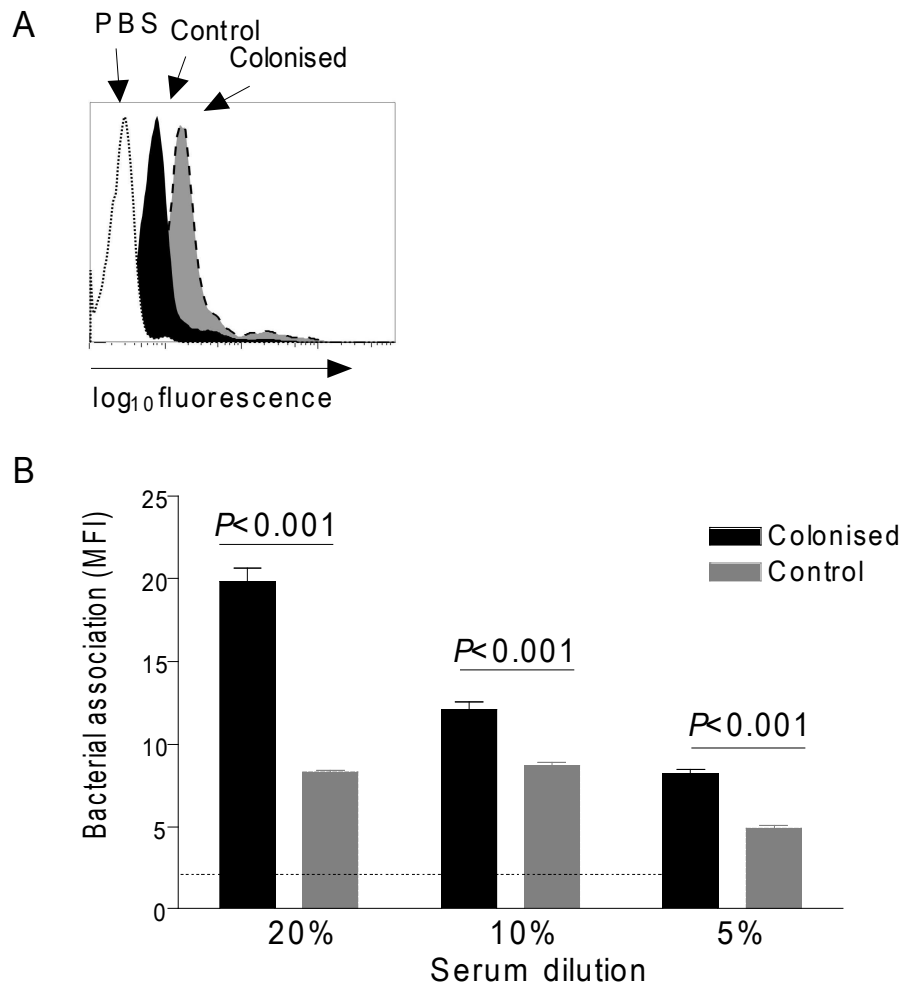 A
PBS
Control
Colonised
log10 fluorescence
B
Bacterial association (MFI)
25
20
15
10
5
0
P<0.001
P<0.001
P<0.001
Colonised
Control
20%
10%
5%
Serum dilution